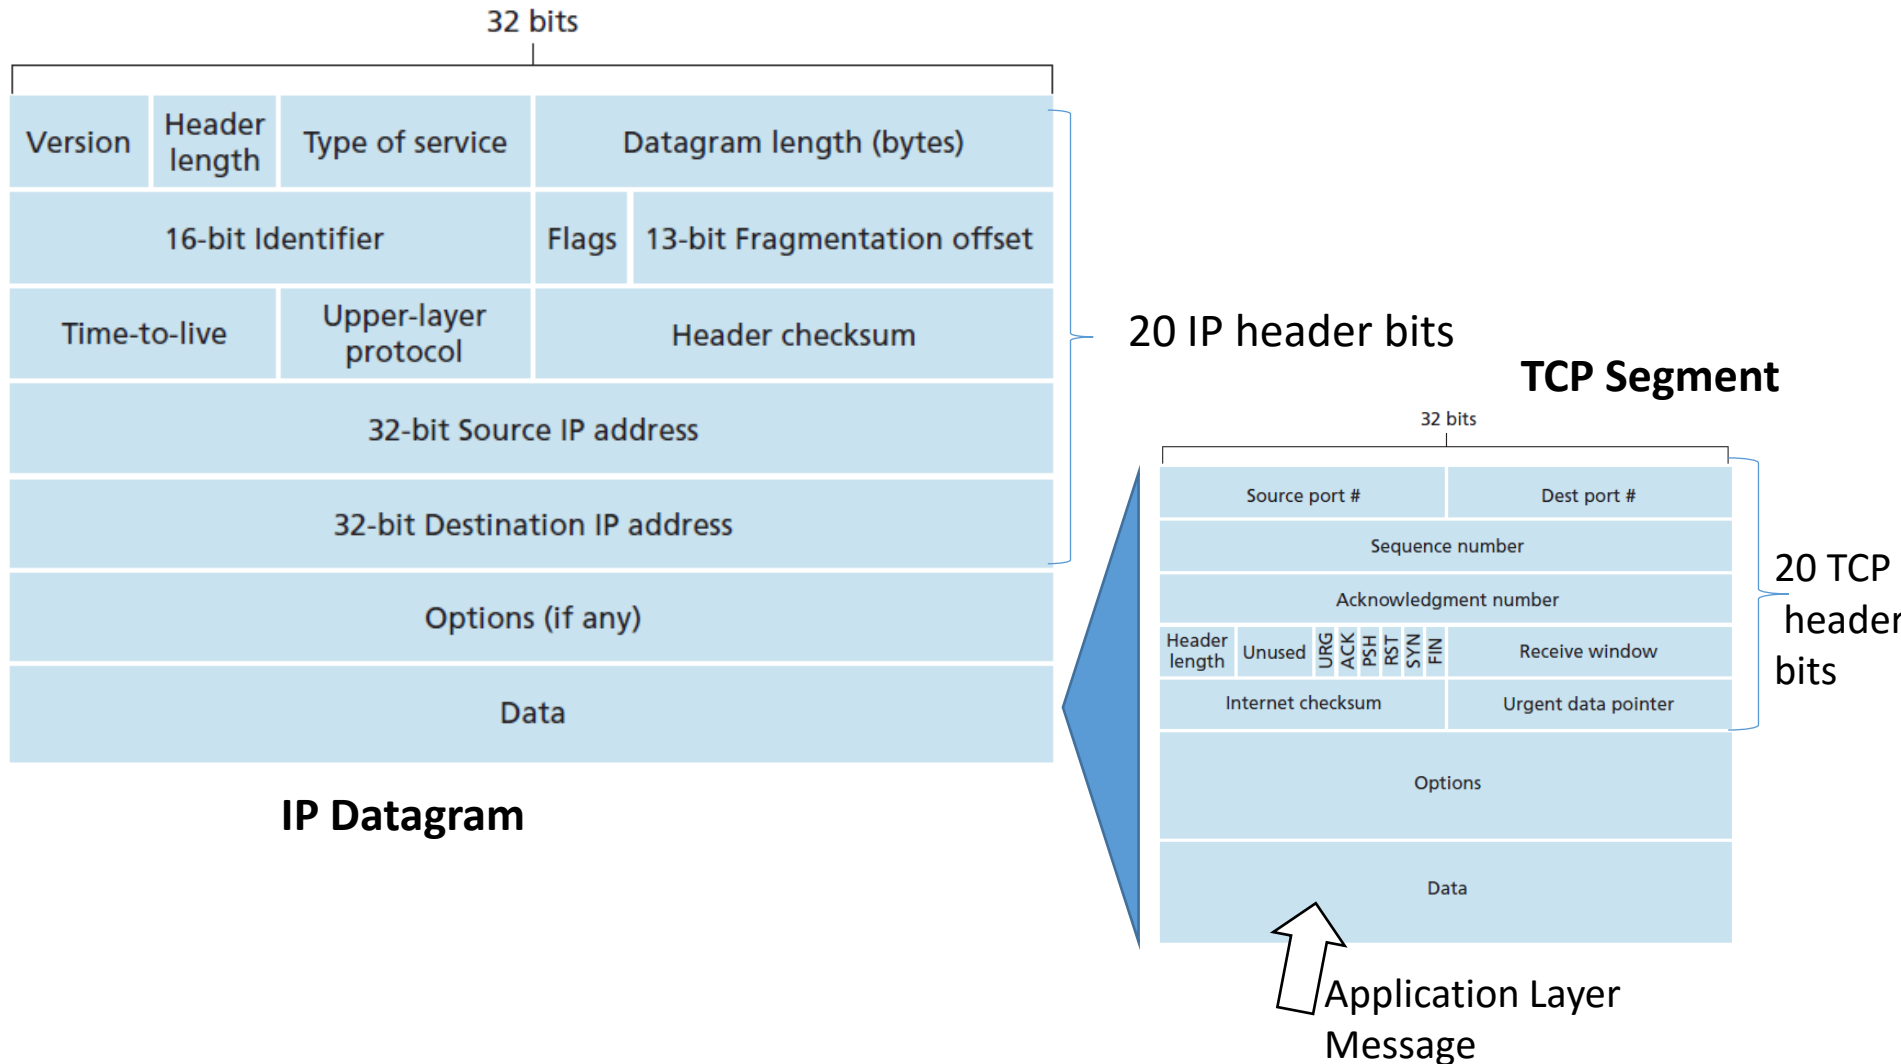 32 bits
Version
Header
length
Type of service
Datagram length (bytes)
16-bit Identifier
Flags
13-bit Fragmentation offset
Time-to-live
Upper-layer
protocol
Header checksum
32-bit Source IP address
32-bit Destination IP address
Options (if any)
Data
IP Datagram
20 IP header bits
TCP Segment
32 bits
Source port #
Dest port #
Sequence number
Acknowledgment number
Header
length
Unused
URG
ACK
PSH
RST
SYN
FIN
Receive window
Internet checksum
Urgent data pointer
Options
Data
20 TCP
header
bits
Application Layer
Message